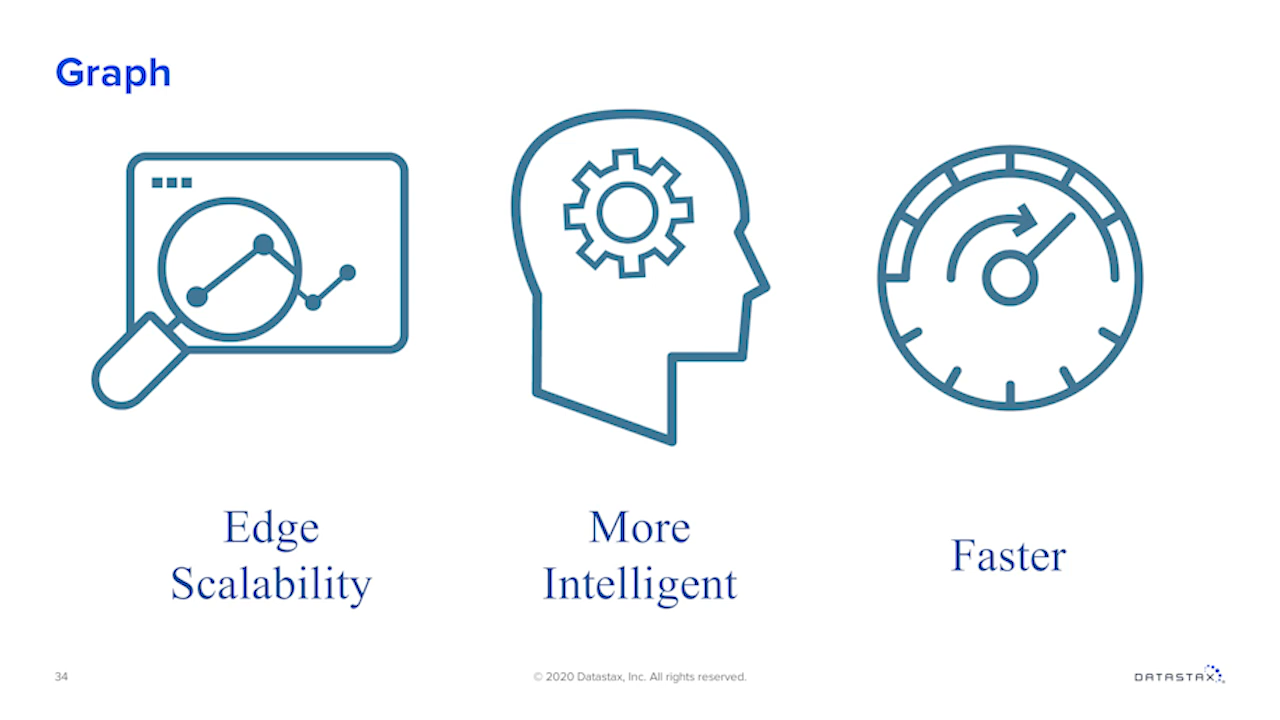 Graph
Edge
Scalability
More
Intelligent
Faster
34
© 2020 Datastax, Inc. All rights reserved.
DATASTAX